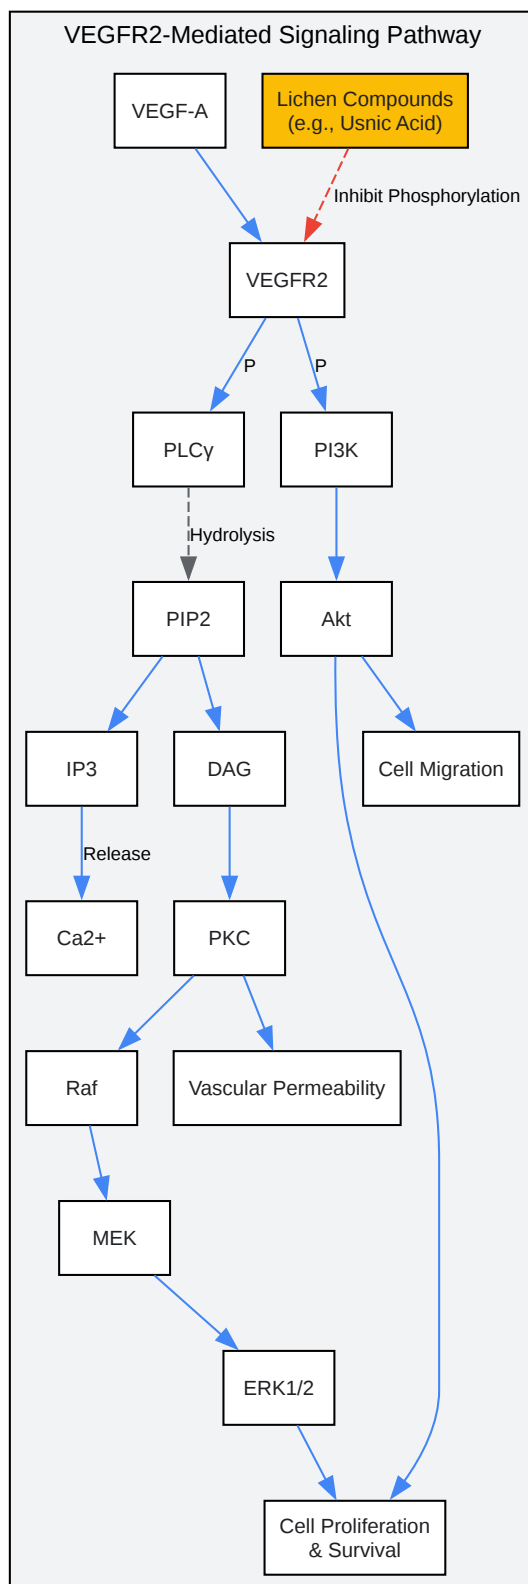 VEGFR2-Mediated Signaling Pathway
VEGF-A
Lichen Compounds
(e.g., Usnic Acid)
Inhibit Phosphorylation
VEGFR2
P
P
PLCγ
PI3K
Hydrolysis
PIP2
Akt
IP3
DAG
Cell Migration
Release
Ca2+
PKC
Raf
Vascular Permeability
MEK
ERK1/2
Cell Proliferation
& Survival